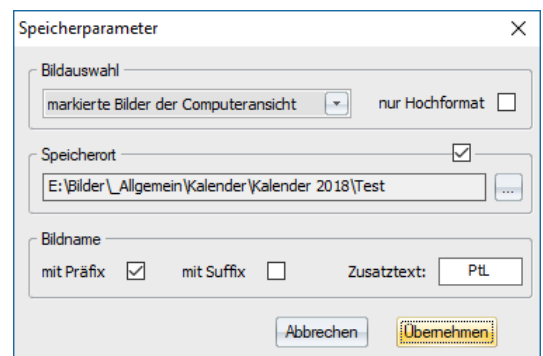 Speicherparameter
Bildauswahl
markierte Bilder der Computeransicht nur Hochformat
Speicherort
E:\Bilder\_Allgemein\Kalender\Kalender 2018\Test ...
Bildname
mit Präfix mit Suffix Zusatztext: PtL
Abbrechen Übernehmen